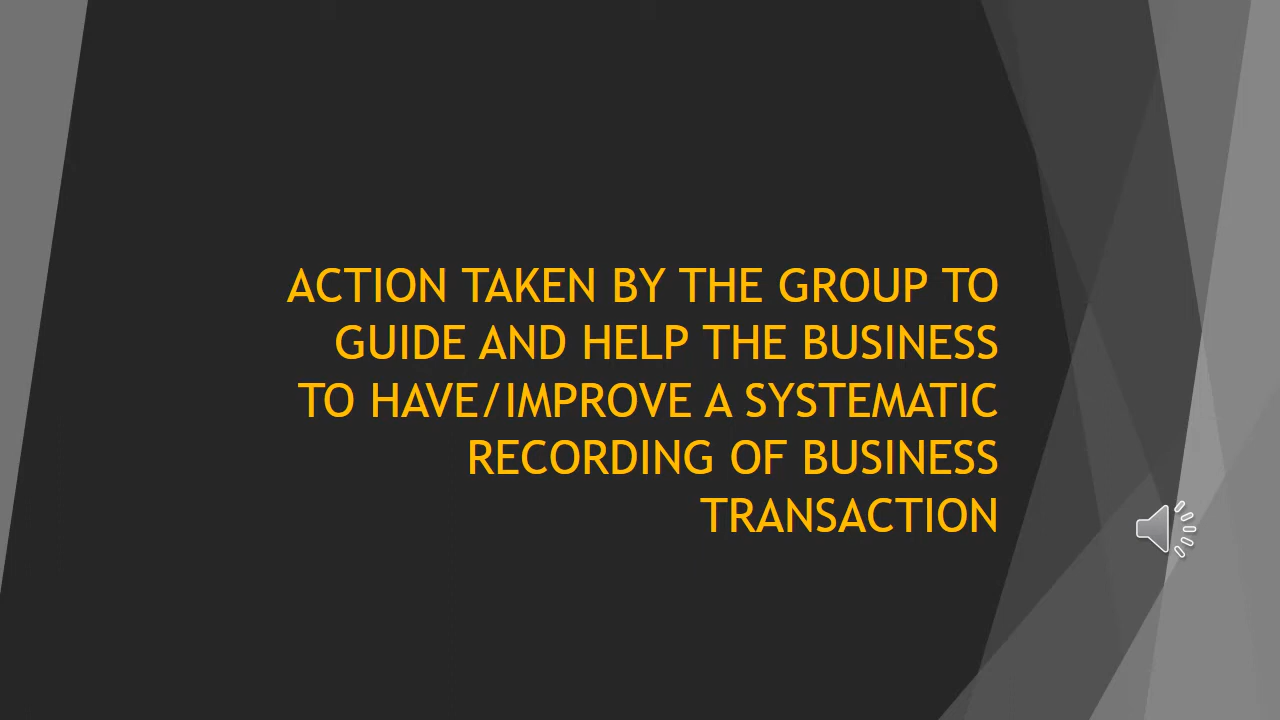 ACTION TAKEN BY THE GROUP TO
GUIDE AND HELP THE BUSINESS
TO HAVE/IMPROVE A SYSTEMATIC
RECORDING OF BUSINESS
TRANSACTION